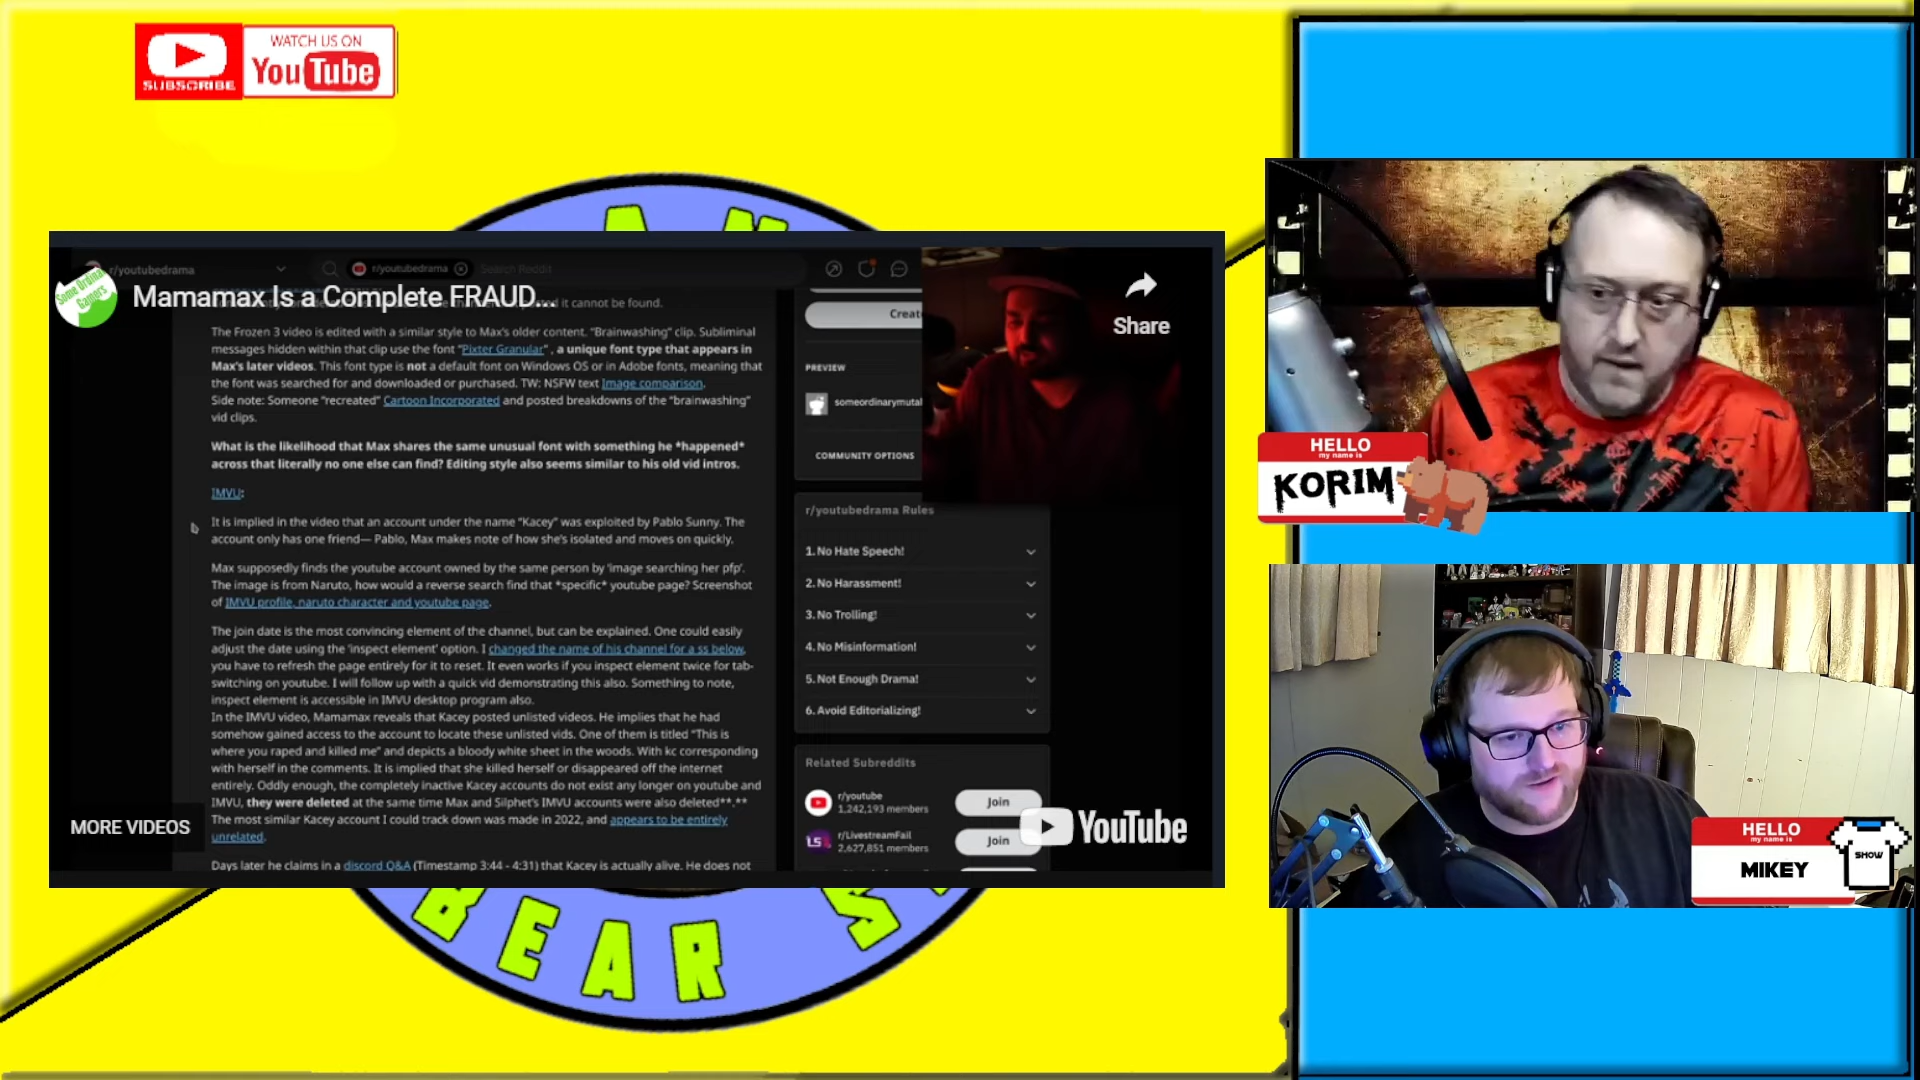 SUBSCRIBE
WATCH US ON
YouTube
r/youtubedrama
r/youtubedrama
Search Reddit
Some Ordinary Gamers
Mamamax Is a Complete FRAUD...
Share
it cannot be found.
The Frozen 3 video is edited with a similar style to Max's older content. "Brainwashing" clip. Subliminal
messages hidden within that clip use the font "Pixter Granular" , a unique font type that appears in
Max's later videos. This font type is not a default font on Windows OS or in Adobe fonts, meaning that
the font was searched for and downloaded or purchased. TW: NSFW text Image comparison.
Side note: Someone "recreated" Cartoon Incorporated and posted breakdowns of the "brainwashing"
vid clips.
What is the likelihood that Max shares the same unusual font with something he *happened*
across that literally no one else can find? Editing style also seems similar to his old vid intros.
IMVU:
It is implied in the video that an account under the name "Kacey" was exploited by Pablo Sunny. The
account only has one friend— Pablo, Max makes note of how she's isolated and moves on quickly.
Max supposedly finds the youtube account owned by the same person by 'image searching her pfp'.
The image is from Naruto, how would a reverse search find that *specific* youtube page? Screenshot
of IMVU profile, naruto character and youtube page.
The join date is the most convincing element of the channel, but can be explained. One could easily
adjust the date using the 'inspect element' option. I changed the name of his channel for a ss below,
you have to refresh the page entirely for it to reset. It even works if you inspect element twice for tab-
switching on youtube. I will follow up with a quick vid demonstrating this also. Something to note,
inspect element is accessible in IMVU desktop program also.
In the IMVU video, Mamamax reveals that Kacey posted unlisted videos. He implies that he had
somehow gained access to the account to locate these unlisted vids. One of them is titled "This is
where you raped and killed me" and depicts a bloody white sheet in the woods. With kc corresponding
with herself in the comments. It is implied that she killed herself or disappeared off the internet
entirely. Oddly enough, the completely inactive Kacey accounts do not exist any longer on youtube and
IMVU, they were deleted at the same time Max and Silphet's IMVU accounts were also deleted**.**
The most similar Kacey account I could track down was made in 2022, and appears to be entirely
unrelated.
Days later he claims in a discord Q&A (Timestamp 3:44 - 4:31) that Kacey is actually alive. He does not
Creat
PREVIEW
someordinarymutal
COMMUNITY OPTIONS
r/youtubedrama Rules
1. No Hate Speech!
2. No Harassment!
3. No Trolling!
4. No Misinformation!
5. Not Enough Drama!
6. Avoid Editorializing!
Related Subreddits
r/youtube
1,242,193 members
Join
LS
r/LivestreamFail
2,627,851 members
Join
MORE VIDEOS
YouTube
BEAR S
HELLO
my name is
KORIM
HELLO
my name is
MIKEY
SHOW